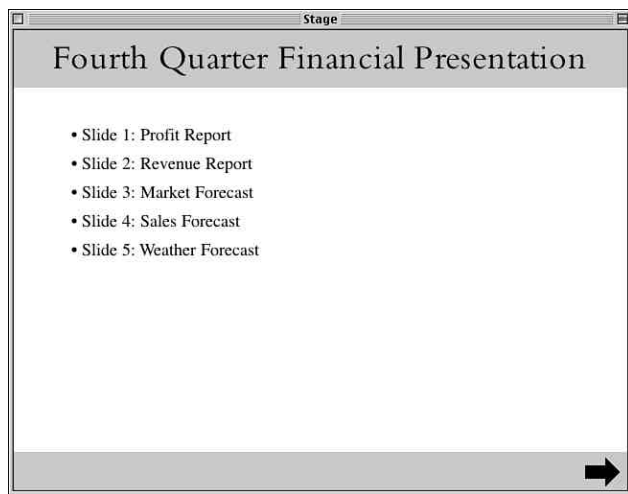 Stage
Fourth Quarter Financial Presentation
• Slide 1: Profit Report
• Slide 2: Revenue Report
• Slide 3: Market Forecast
• Slide 4: Sales Forecast
• Slide 5: Weather Forecast